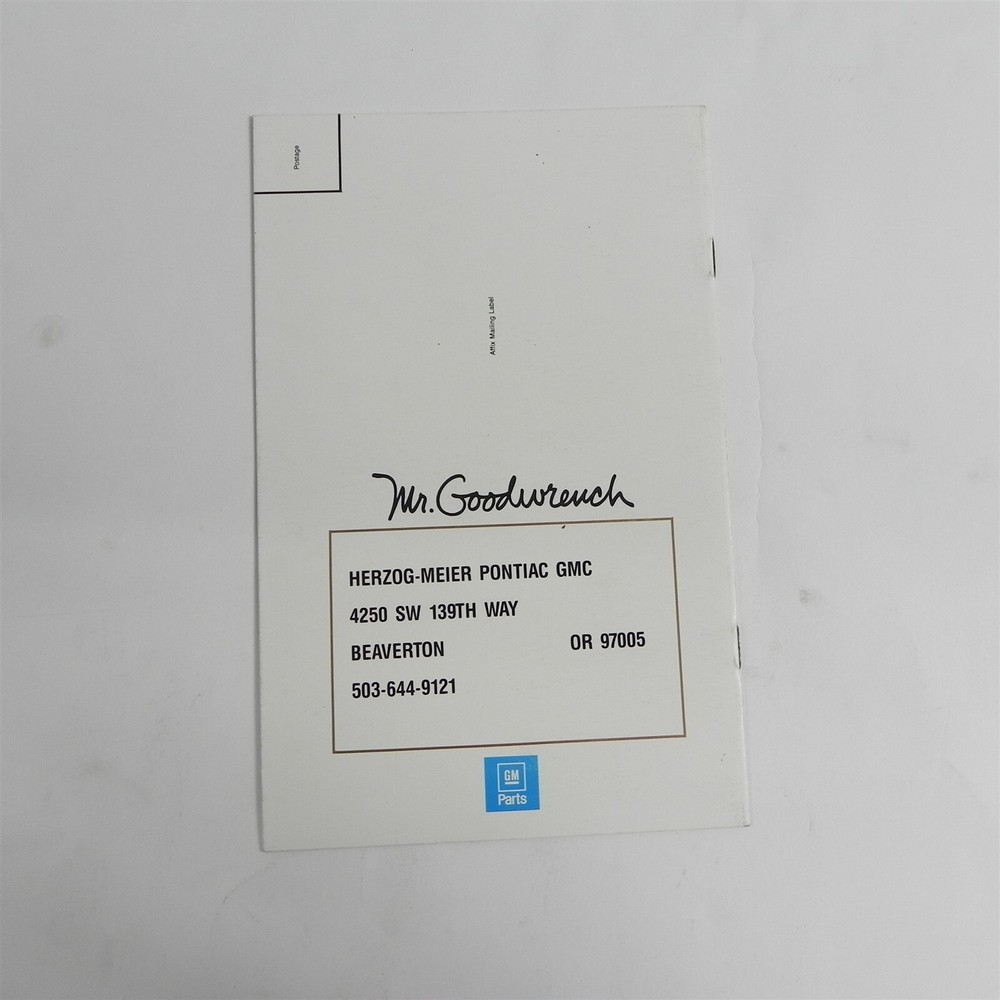 Postage
Affix Mailing Label
Mr. Goodwrench
HERZOG-MEIER PONTIAC GMC
4250 SW 139TH WAY
BEAVERTON OR 97005
503-644-9121
GM
Parts